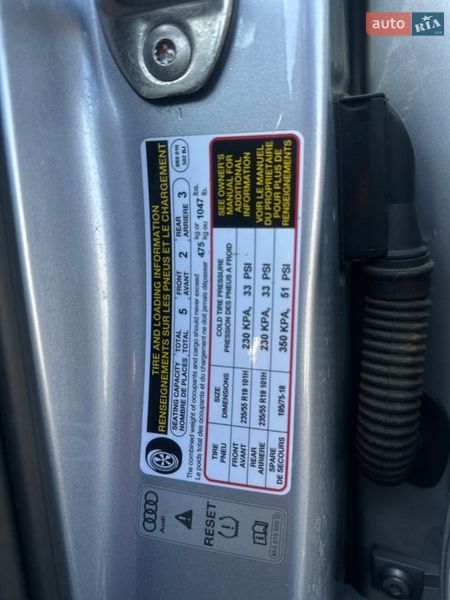 auto RIA .com
TIRE AND LOADING INFORMATION
RENSEIGNEMENTS SUR LES PNEUS ET LE CHARGEMENT
8R0 010
502 BJ
SEATING CAPACITY TOTAL 5 FRONT 2 REAR 3
NOMBRE DE PLACES TOTAL AVANT ARRIERE
The combined weight of occupants and cargo should never exceed 475 kg or 1047 lbs.
Le poids total des occupants et du chargement ne doit jamais dépasser kg ou lb.
TIRE SIZE COLD TIRE PRESSURE
PNEU DIMENSIONS PRESSION DES PNEUS A FROID
FRONT
AVANT 235/55 R19 101H 230 KPA, 33 PSI
REAR
ARRIERE 235/55 R19 101H 230 KPA, 33 PSI
SPARE
DE SECOURS 195/75-18 350 KPA, 51 PSI
SEE OWNER'S
MANUAL FOR
ADDITIONAL
INFORMATION
VOIR LE MANUEL
DU PROPRIETAIRE
POUR PLUS DE
RENSEIGNEMENTS
Audi
RESET